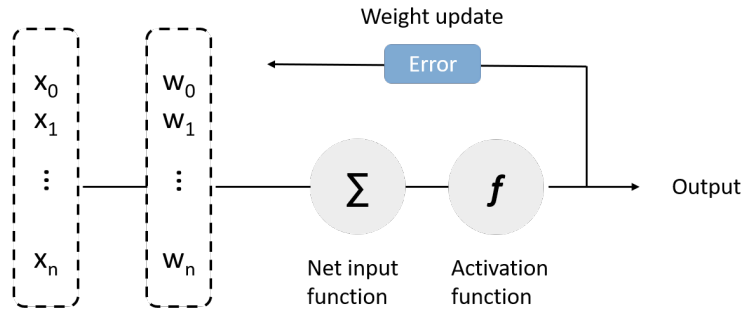 Weight update
Error
x0
x1
⋮
xn
w0
w1
⋮
wn
Σ
f
Output
Net input
function
Activation
function